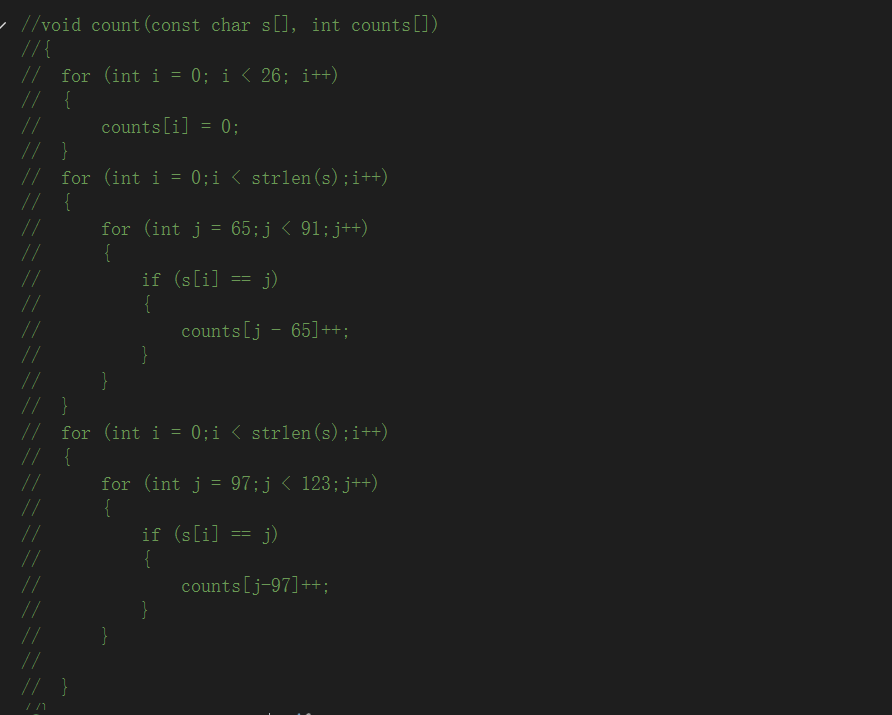 //void count(const char s[], int counts[])
//{
//  for (int i = 0; i < 26; i++)
//  {
//      counts[i] = 0;
//  }
//  for (int i = 0;i < strlen(s);i++)
//  {
//      for (int j = 65;j < 91;j++)
//      {
//          if (s[i] == j)
//          {
//              counts[j - 65]++;
//          }
//      }
//  }
//  for (int i = 0;i < strlen(s);i++)
//  {
//      for (int j = 97;j < 123;j++)
//      {
//          if (s[i] == j)
//          {
//              counts[j-97]++;
//          }
//      }
//
//  }
//}